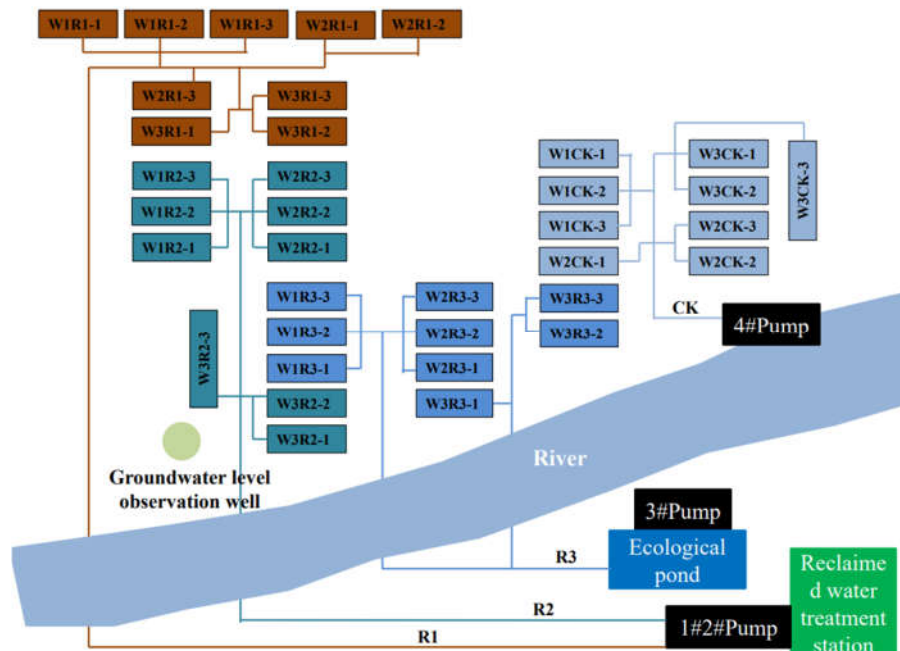 W1R1-1
W1R1-2
W1R1-3
W2R1-1
W2R1-2
W2R1-3
W3R1-3
W3R1-1
W3R1-2
W1R2-3
W2R2-3
W1R2-2
W2R2-2
W1R2-1
W2R2-1
W1CK-1
W3CK-1
W3CK-3
W1CK-2
W3CK-2
W1CK-3
W2CK-3
W2CK-1
W2CK-2
W1R3-3
W2R3-3
W3R3-3
W1R3-2
W2R3-2
W3R3-2
W1R3-1
W2R3-1
W3R2-3
W3R2-2
W3R3-1
W3R2-1
CK
4#Pump
River
Groundwater level
observation well
3#Pump
Ecological
pond
R3
Reclaime
d water
treatment
station
R2
1#2#Pump
R1